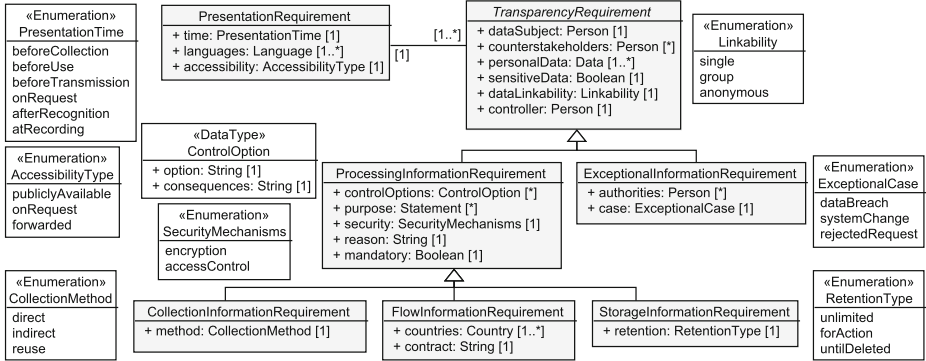 «Enumeration»
PresentationTime
beforeCollection
beforeUse
beforeTransmission
onRequest
afterRecognition
atRecording
PresentationRequirement
+ time: PresentationTime [1]
+ languages: Language [1..*]
+ accessibility: AccessibilityType [1]
[1]
[1..*]
TransparencyRequirement
+ dataSubject: Person [1]
+ counterstakeholders: Person [*]
+ personalData: Data [1..*]
+ sensitiveData: Boolean [1]
+ dataLinkability: Linkability [1]
+ controller: Person [1]
«Enumeration»
Linkability
single
group
anonymous
«DataType»
ControlOption
+ option: String [1]
+ consequences: String [1]
«Enumeration»
AccessibilityType
publiclyAvailable
onRequest
forwarded
«Enumeration»
SecurityMechanisms
encryption
accessControl
ProcessingInformationRequirement
+ controlOptions: ControlOption [*]
+ purpose: Statement [*]
+ security: SecurityMechanisms [1]
+ reason: String [1]
+ mandatory: Boolean [1]
ExceptionalInformationRequirement
+ authorities: Person [*]
+ case: ExceptionalCase [1]
«Enumeration»
ExceptionalCase
dataBreach
systemChange
rejectedRequest
«Enumeration»
CollectionMethod
direct
indirect
reuse
CollectionInformationRequirement
+ method: CollectionMethod [1]
FlowInformationRequirement
+ countries: Country [1..*]
+ contract: String [1]
StorageInformationRequirement
+ retention: RetentionType [1]
«Enumeration»
RetentionType
unlimited
forAction
untilDeleted